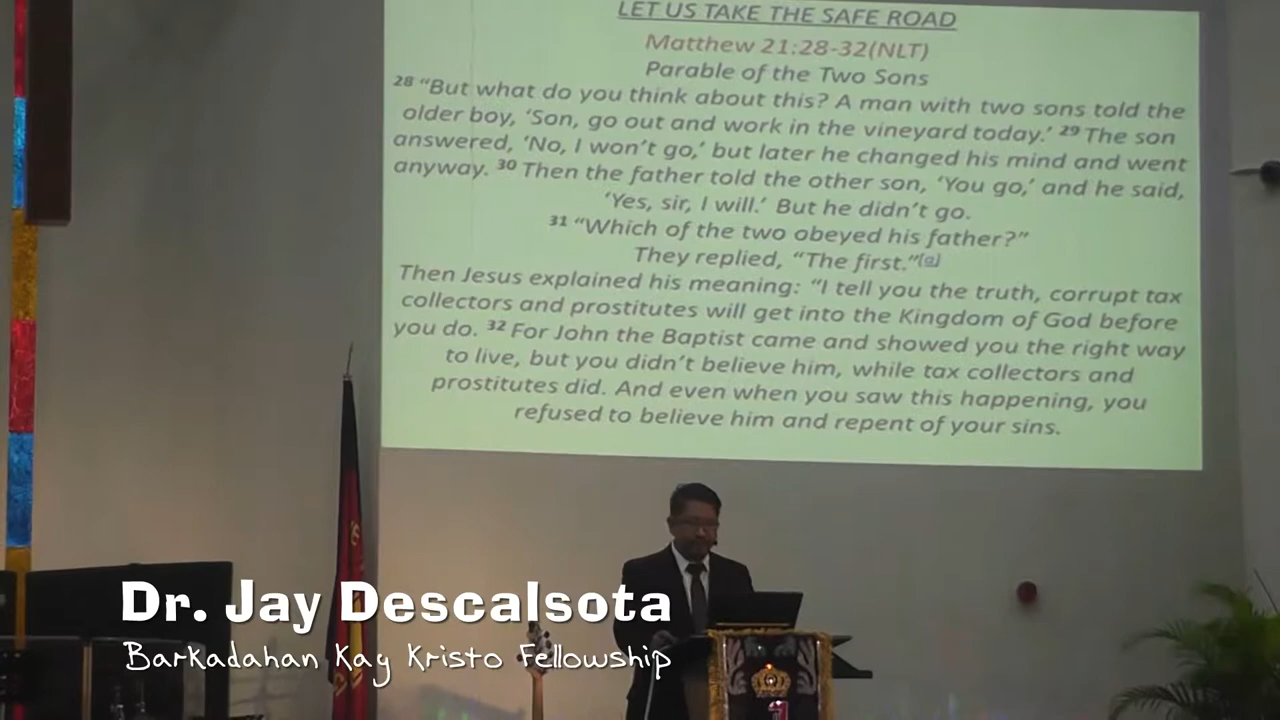 LET US TAKE THE SAFE ROAD
Matthew 21:28-32(NLT)
Parable of the Two Sons
28 “But what do you think about this? A man with two sons told the
older boy, ‘Son, go out and work in the vineyard today.’ 29 The son
answered, ‘No, I won’t go,’ but later he changed his mind and went
anyway. 30 Then the father told the other son, ‘You go,’ and he said,
‘Yes, sir, I will.’ But he didn’t go.
31 “Which of the two obeyed his father?”
They replied, “The first.”[a]
Then Jesus explained his meaning: “I tell you the truth, corrupt tax
collectors and prostitutes will get into the Kingdom of God before
you do. 32 For John the Baptist came and showed you the right way
to live, but you didn’t believe him, while tax collectors and
prostitutes did. And even when you saw this happening, you
refused to believe him and repent of your sins.
Dr. Jay Descalsota
Barkadahan Kay Kristo Fellowship